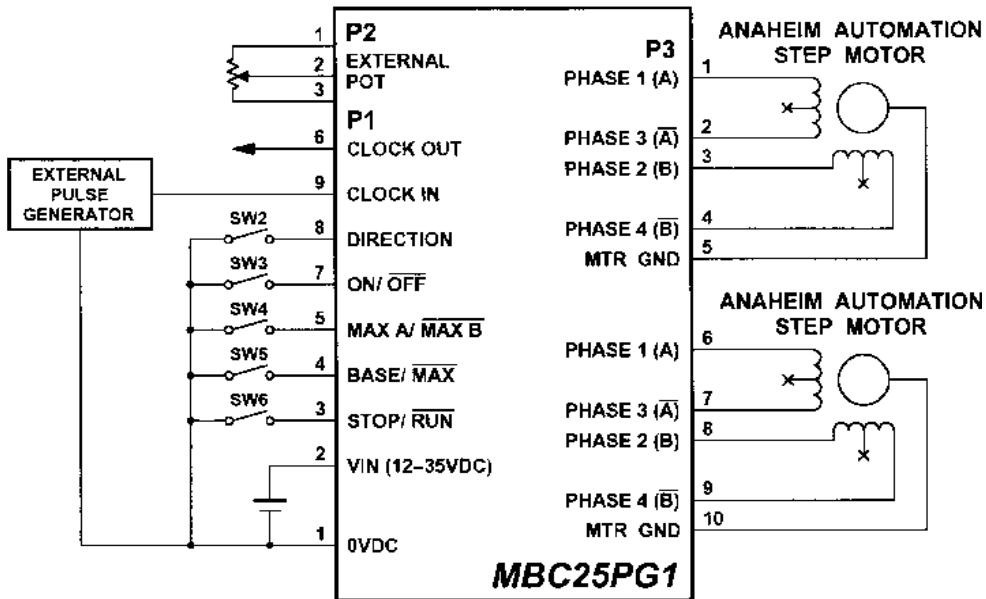 P2
1
2 EXTERNAL
POT
3
P1
6 CLOCK OUT
9 CLOCK IN
EXTERNAL
PULSE
GENERATOR
SW2 8 DIRECTION
SW3 7 ON/ O̅F̅F̅
SW4 5 MAX A/ M̅A̅X̅ B̅
SW5 4 BASE/ M̅A̅X̅
SW6 3 STOP/ R̅U̅N̅
2 VIN (12–35VDC)
1 0VDC
P3
ANAHEIM AUTOMATION
STEP MOTOR
PHASE 1 (A) 1
PHASE 3 (A̅) 2
PHASE 2 (B) 3
PHASE 4 (B̅) 4
MTR GND 5
ANAHEIM AUTOMATION
STEP MOTOR
PHASE 1 (A) 6
PHASE 3 (A̅) 7
PHASE 2 (B) 8
PHASE 4 (B̅) 9
MTR GND 10
MBC25PG1